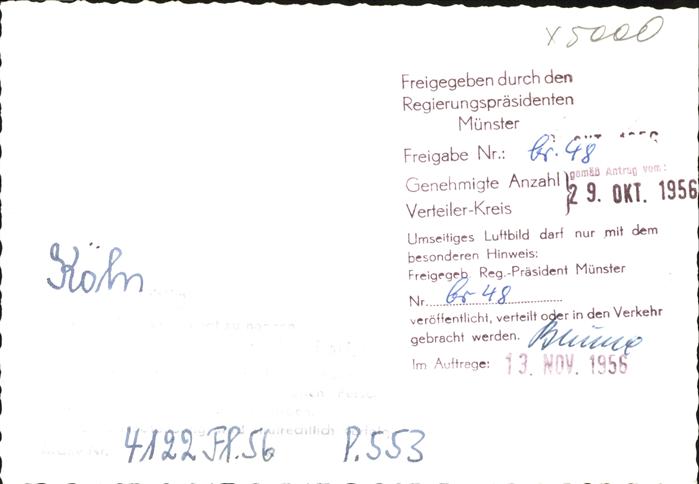 x 5000
Freigegeben durch den
Regierungspräsidenten
Münster
Freigabe Nr.: br. 48
Genehmigte Anzahl
Verteiler-Kreis
gemäß Antrag vom:
29. OKT. 1956
Umseitiges Luftbild darf nur mit dem
besonderen Hinweis:
Freigegeb. Reg.-Präsident Münster
Nr. br 48
veröffentlicht, verteilt oder in den Verkehr
gebracht werden.
Im Auftrage: 13. NOV. 1956
Köln
4122 Fl. 56 P. 553